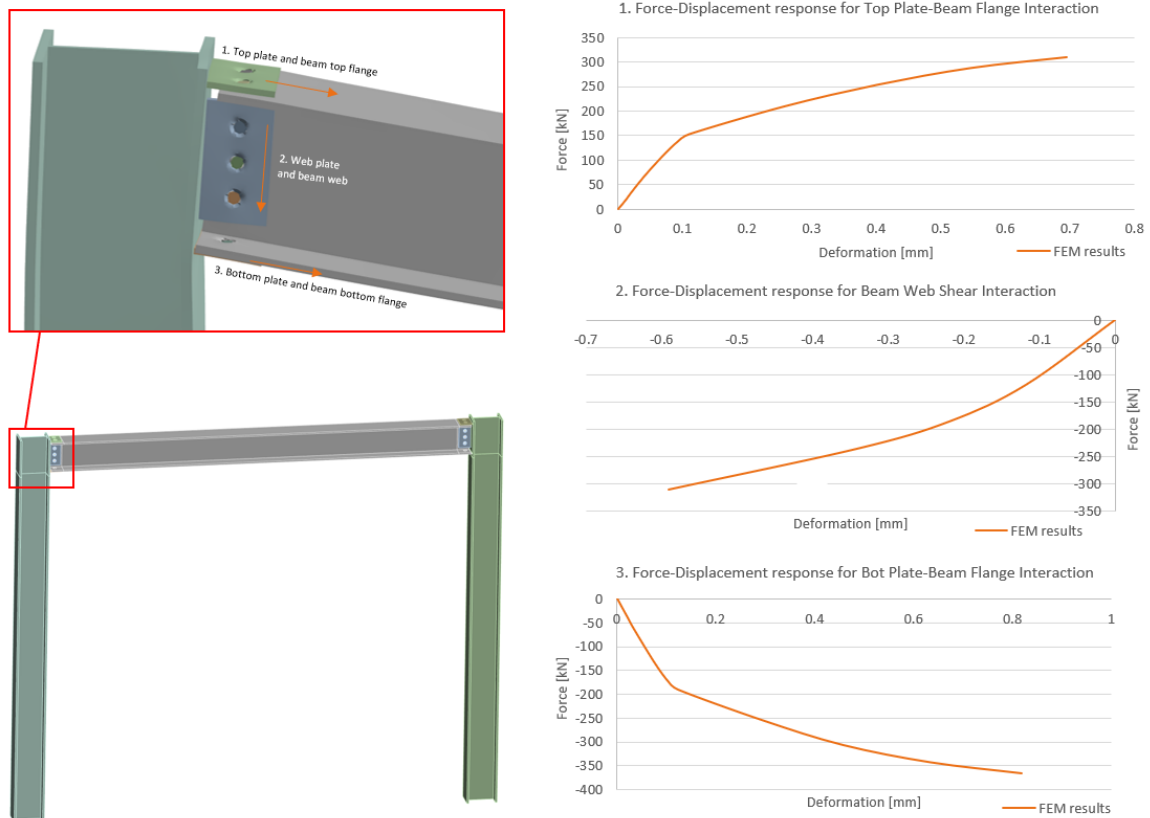 1. Top plate and beam top flange
2. Web plate
and beam web
3. Bottom plate and beam bottom flange
1. Force-Displacement response for Top Plate-Beam Flange Interaction
Force [kN]
350
300
250
200
150
100
50
0
0 0.1 0.2 0.3 0.4 0.5 0.6 0.7 0.8
Deformation [mm]
FEM results
2. Force-Displacement response for Beam Web Shear Interaction
-0.7 -0.6 -0.5 -0.4 -0.3 -0.2 -0.1 0
0
-50
-100
-150
-200
-250
-300
-350
Force [kN]
Deformation [mm]
FEM results
3. Force-Displacement response for Bot Plate-Beam Flange Interaction
Force [kN]
0
-50
-100
-150
-200
-250
-300
-350
-400
0 0.2 0.4 0.6 0.8 1
Deformation [mm]
FEM results